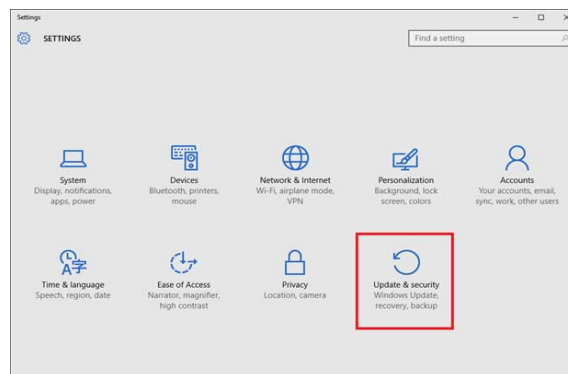 Settings
SETTINGS
Find a setting
System
Display, notifications,
apps, power
Devices
Bluetooth, printers,
mouse
Network & Internet
Wi-Fi, airplane mode,
VPN
Personalization
Background, lock
screen, colors
Accounts
Your accounts, email,
sync, work, other users
Time & language
Speech, region, date
Ease of Access
Narrator, magnifier,
high contrast
Privacy
Location, camera
Update & security
Windows Update,
recovery, backup